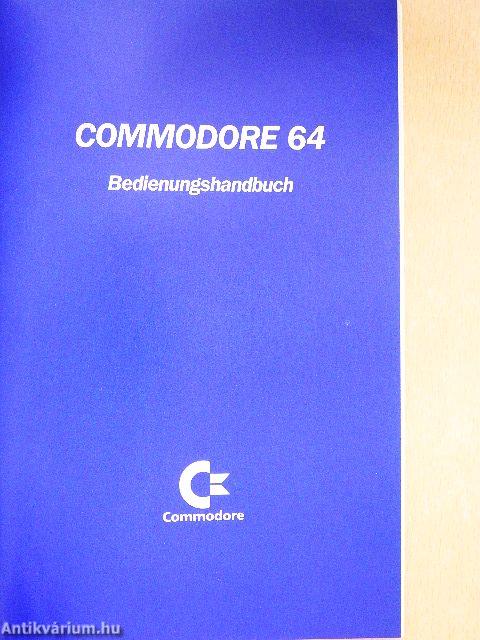 COMMODORE 64
Bedienungshandbuch
Commodore
Antikvárium.hu